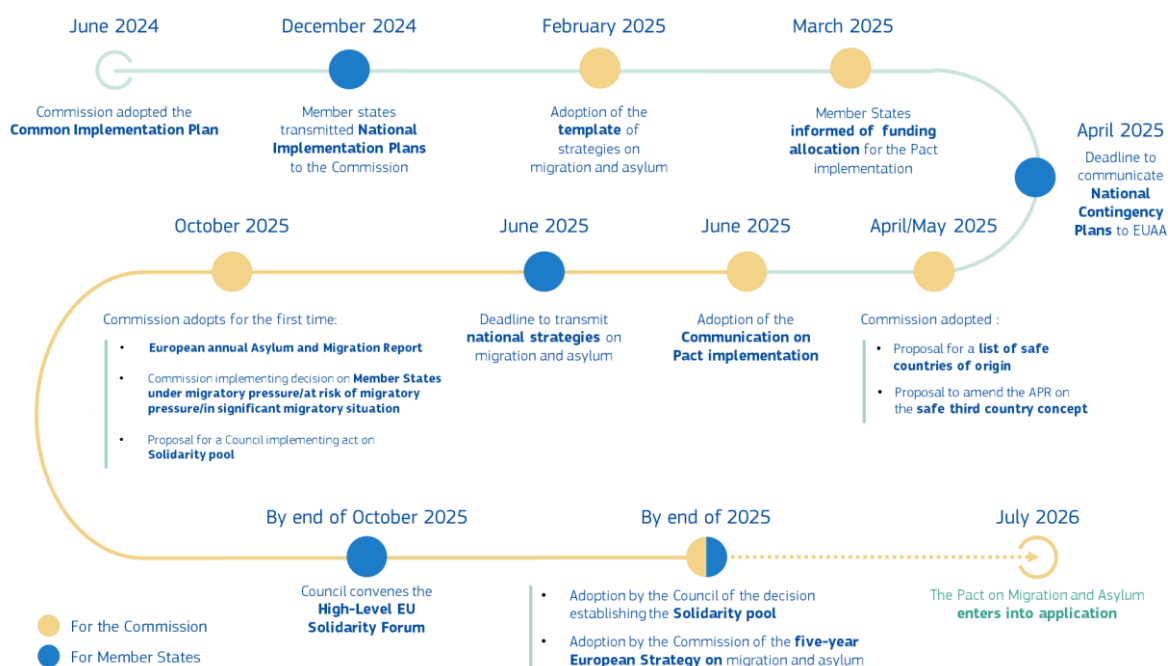 June 2024
Commission adopted the
Common Implementation Plan
December 2024
Member states
transmitted National
Implementation Plans
to the Commission
February 2025
Adoption of the
template of
strategies on
migration and asylum
March 2025
Member States
informed of funding
allocation for the Pact
implementation
April 2025
Deadline to
communicate
National
Contingency
Plans to EUAA
April/May 2025
Commission adopted :
• Proposal for a list of safe
countries of origin
• Proposal to amend the APR on
the safe third country concept
June 2025
Adoption of the
Communication on
Pact implementation
June 2025
Deadline to transmit
national strategies on
migration and asylum
October 2025
Commission adopts for the first time:
• European annual Asylum and Migration Report
• Commission implementing decision on Member States
under migratory pressure/at risk of migratory
pressure/in significant migratory situation
• Proposal for a Council implementing act on
Solidarity pool
By end of October 2025
Council convenes the
High-Level EU
Solidarity Forum
By end of 2025
• Adoption by the Council of the decision
establishing the Solidarity pool
• Adoption by the Commission of the five-year
European Strategy on migration and asylum
July 2026
The Pact on Migration and Asylum
enters into application
For the Commission
For Member States